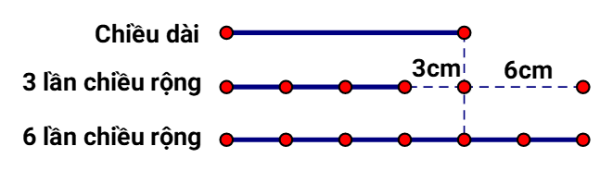 Chiều dài
3 lần chiều rộng
3cm
6cm
6 lần chiều rộng